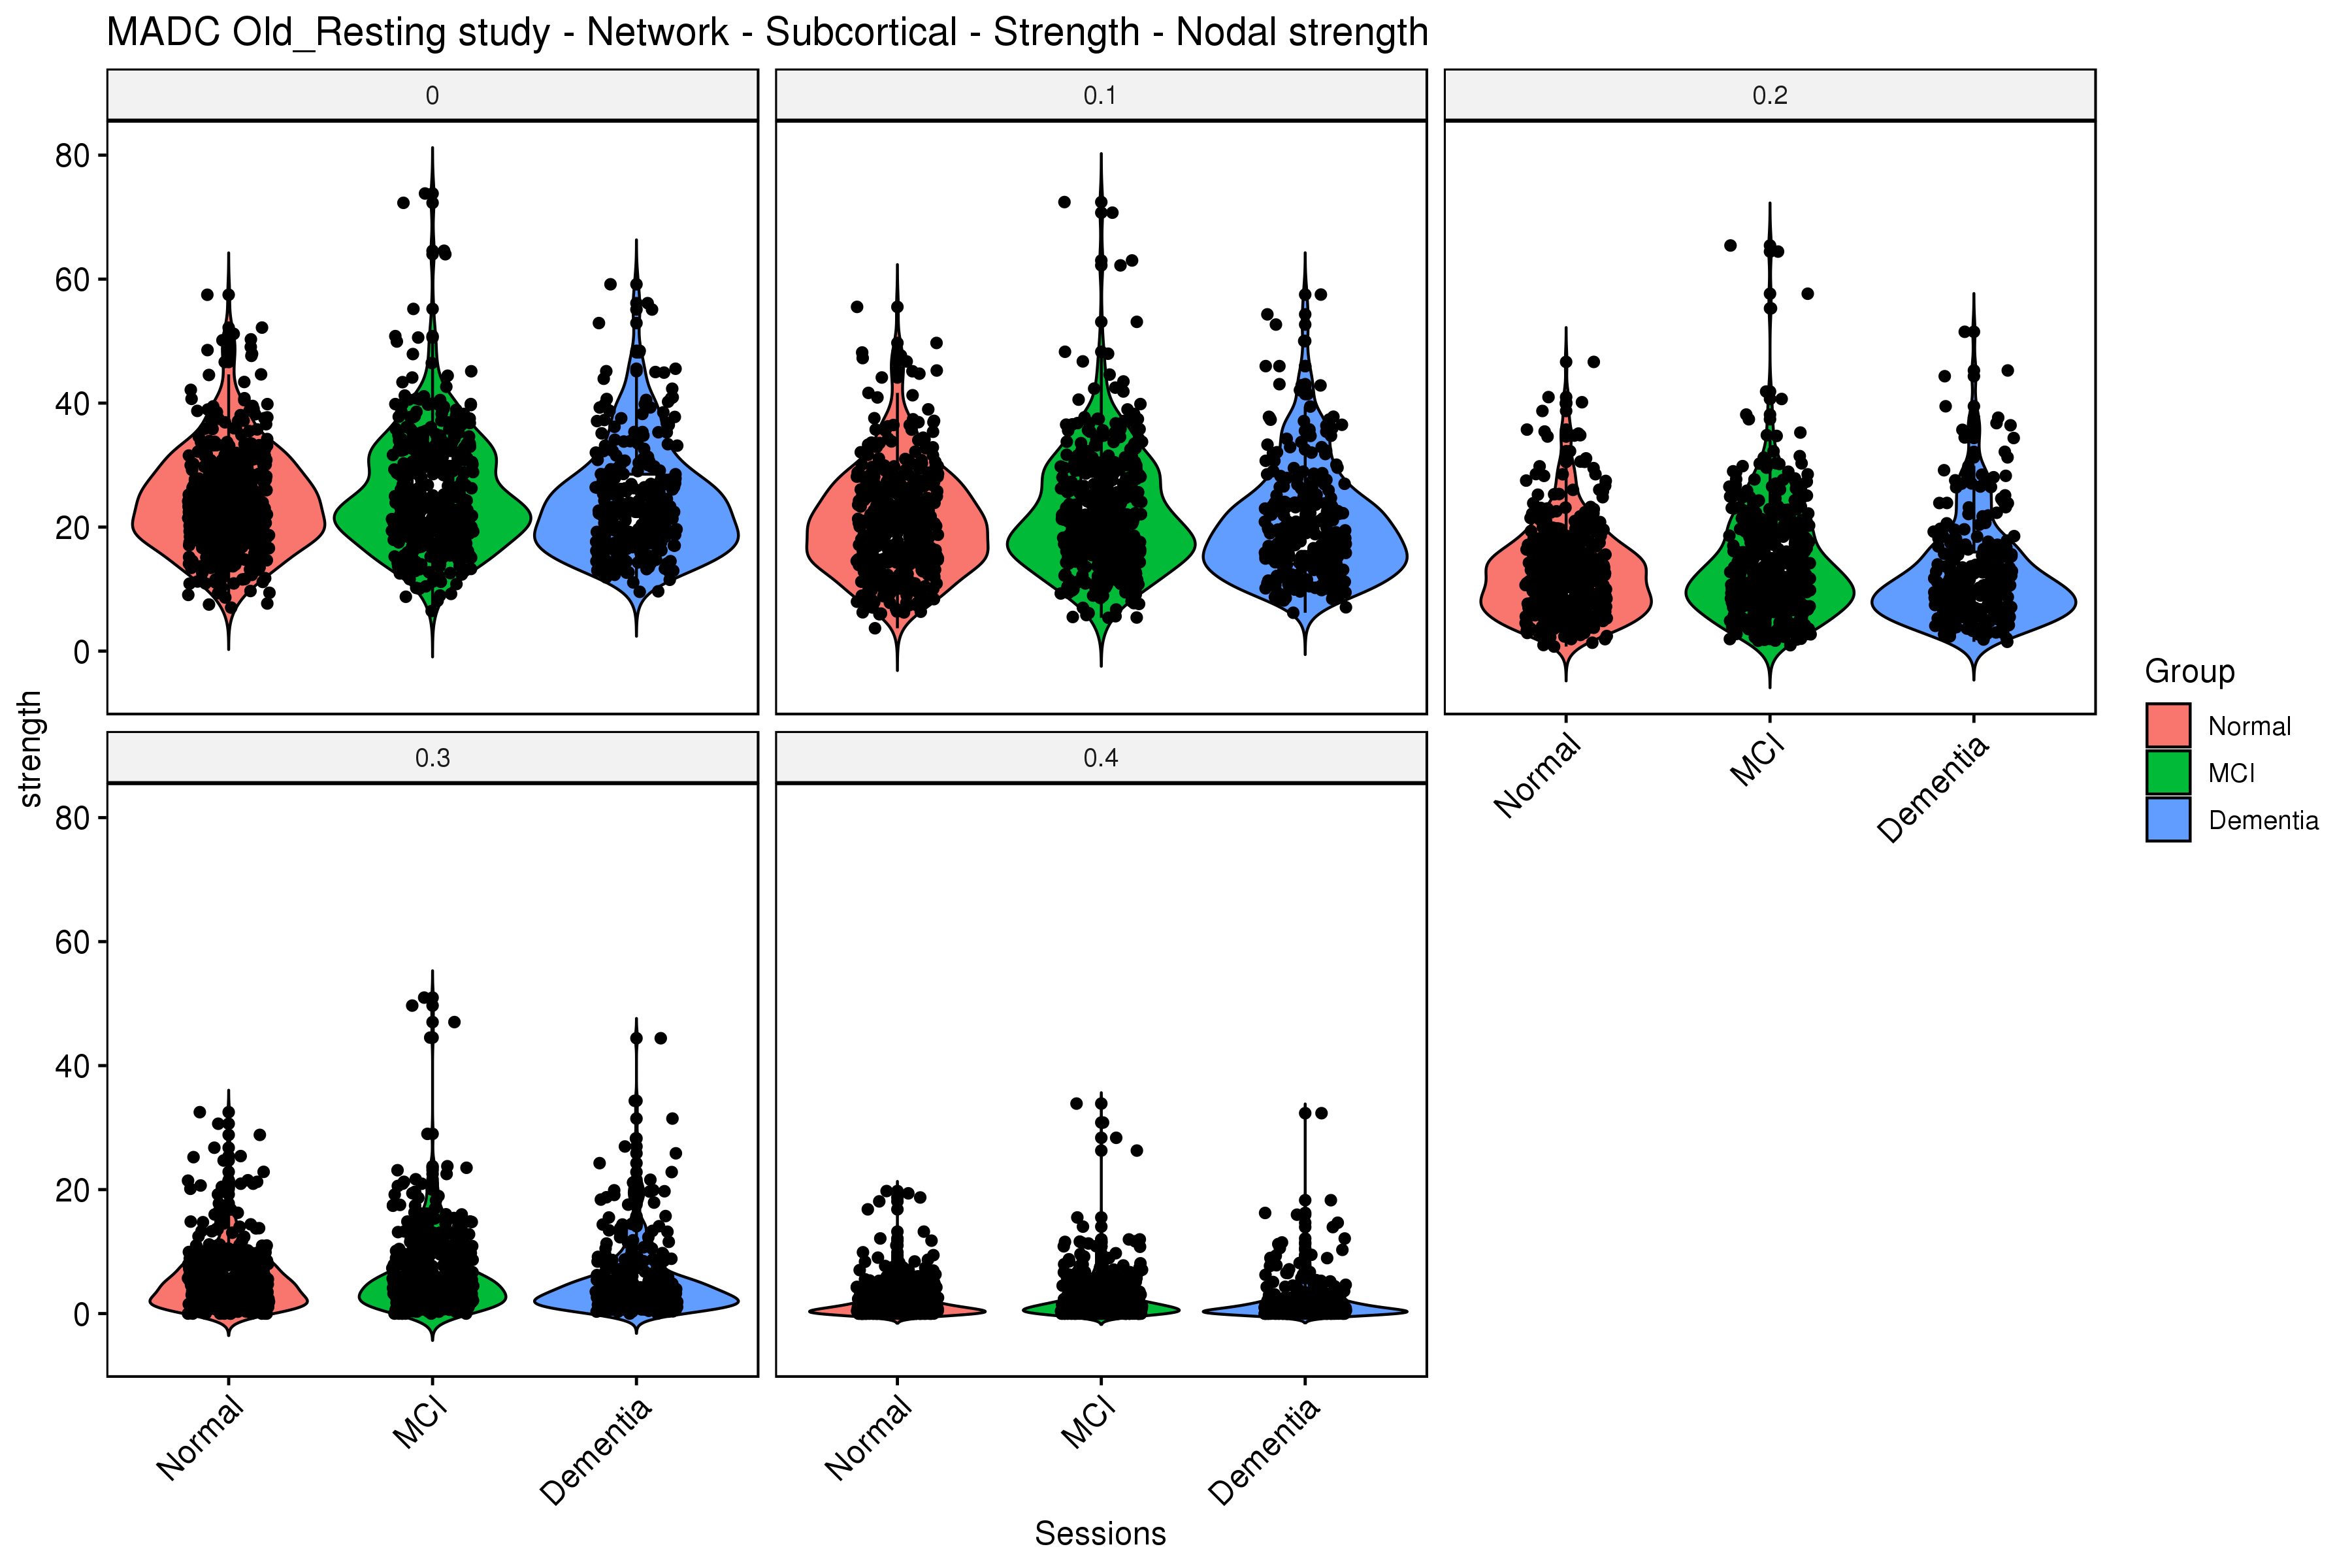 MADC Old_Resting study - Network - Subcortical - Strength - Nodal strength
0
0.1
0.2
80
60
40
20
0
strength
Normal
MCI
Dementia
Group
Normal
MCI
Dementia
0.3
0.4
80
60
40
20
0
Normal
MCI
Dementia
Normal
MCI
Dementia
Sessions